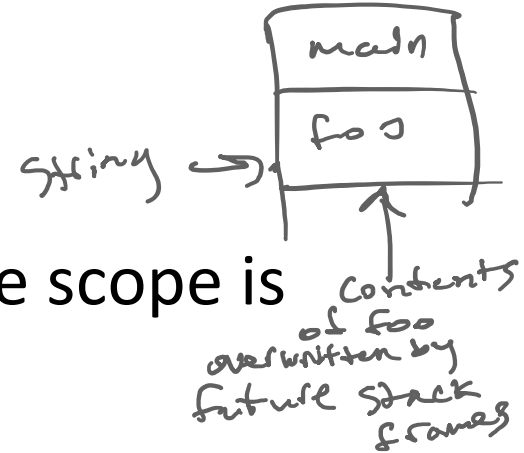 main
foo
string
e scope is
contents
of foo
overwritten by
future stack
frames